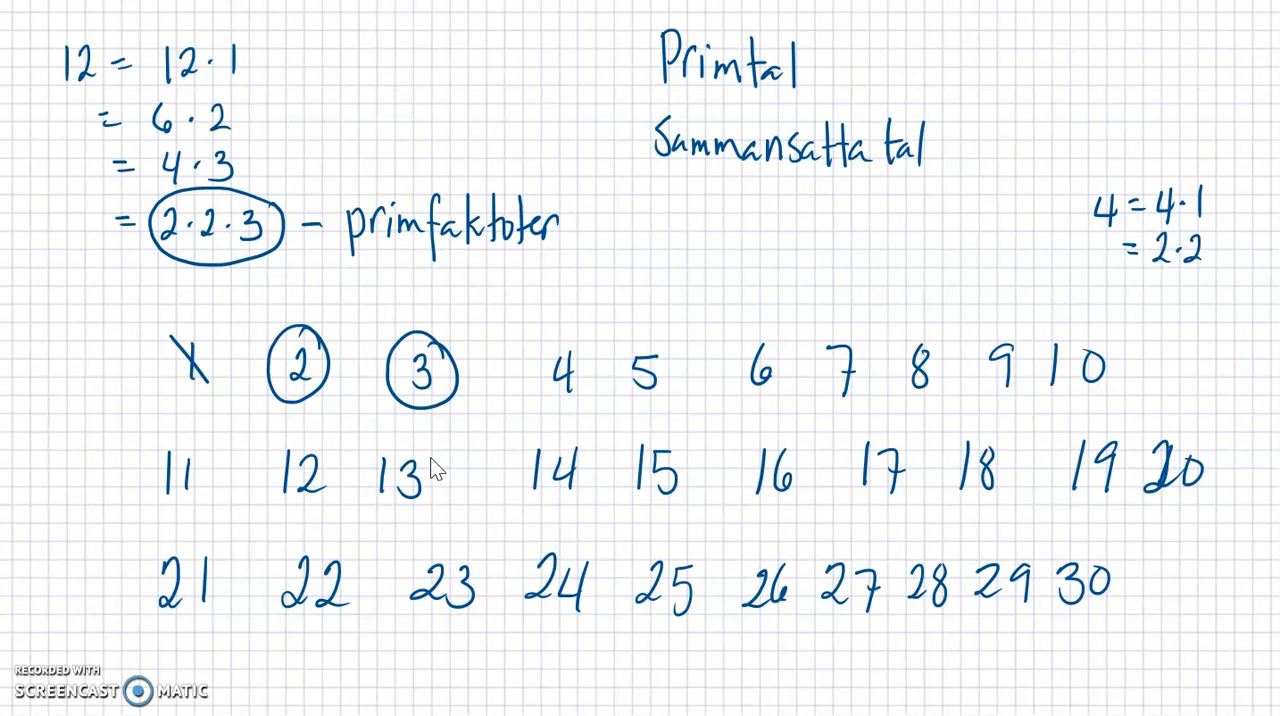 12 = 12·1
= 6·2
= 4·3
= 2·2·3 – primfaktoter
Primtal
Sammansatta tal
4 = 4·1
= 2·2
1 2 3 4 5 6 7 8 9 10
11 12 13 14 15 16 17 18 19 20
21 22 23 24 25 26 27 28 29 30
RECORDED WITH
SCREENCAST MATIC